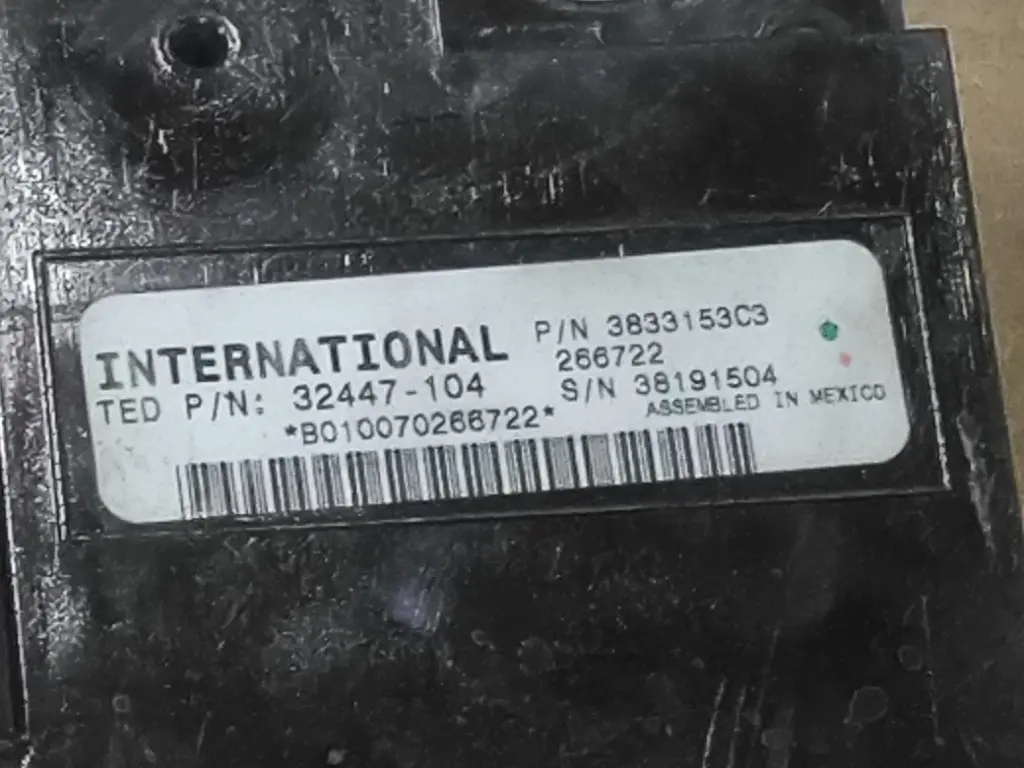 INTERNATIONAL P/N 3833153C3
266722
TED P/N: 32447-104 S/N 38191504
ASSEMBLED IN MEXICO
*B010070266722*